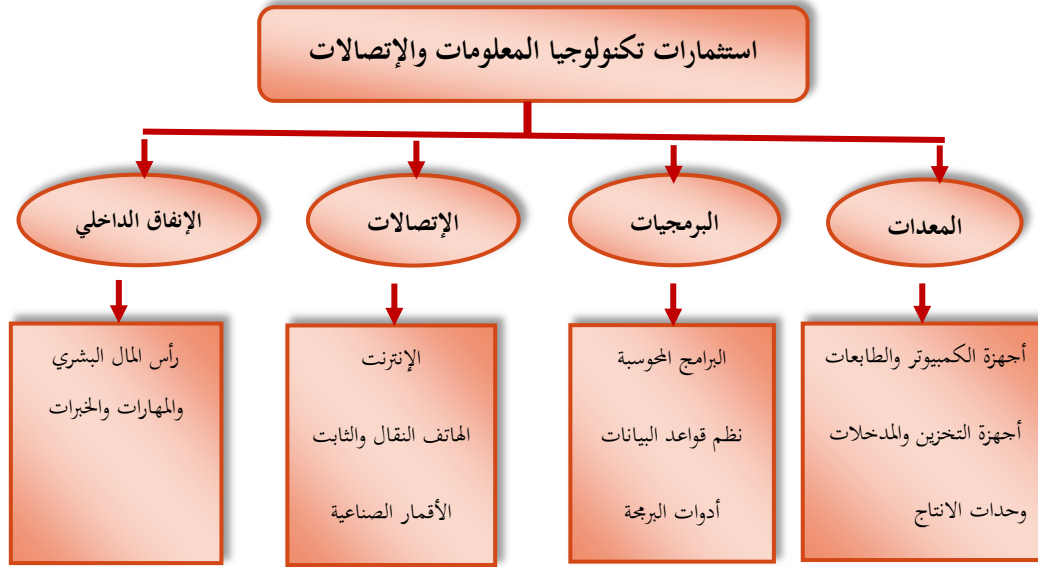 استثمارات تكنولوجيا المعلومات والإتصالات
المعدات
البرمجيات
الإتصالات
الإنفاق الداخلي
أجهزة الكمبيوتر والطابعات
أجهزة التخزين والمدخلات
وحدات الانتاج
البرامج المحوسبة
نظم قواعد البيانات
أدوات البرمجة
الإنترنت
الهاتف النقال والثابت
الأقمار الصناعية
رأس المال البشري
والمهارات والخبرات